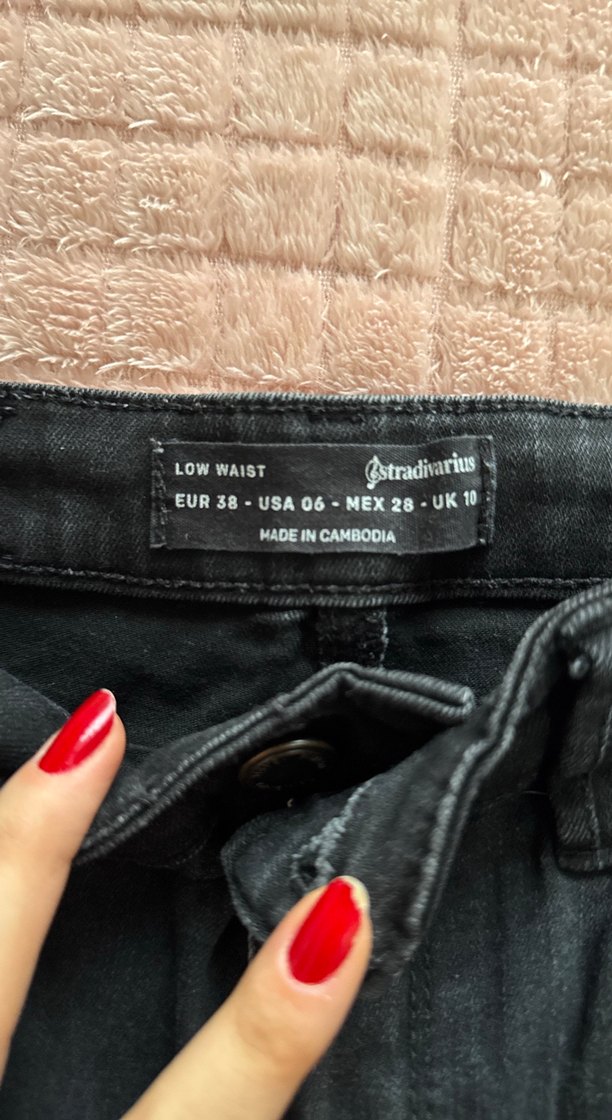 LOW WAIST stradivarius
EUR 38 - USA 06 - MEX 28 - UK 10
MADE IN CAMBODIA